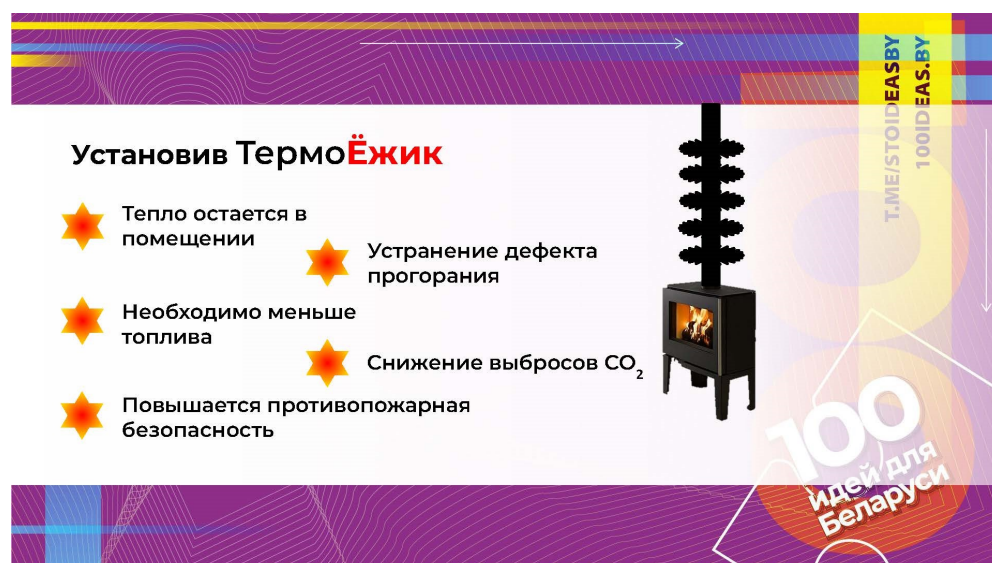 Установив ТермоЁжик
Тепло остается в
помещении
Устранение дефекта
прогорания
Необходимо меньше
топлива
Снижение выбросов CO₂
Повышается противопожарная
безопасность
T.ME/STOIDEASBY
100IDEAS.BY
100
идей для
Беларуси